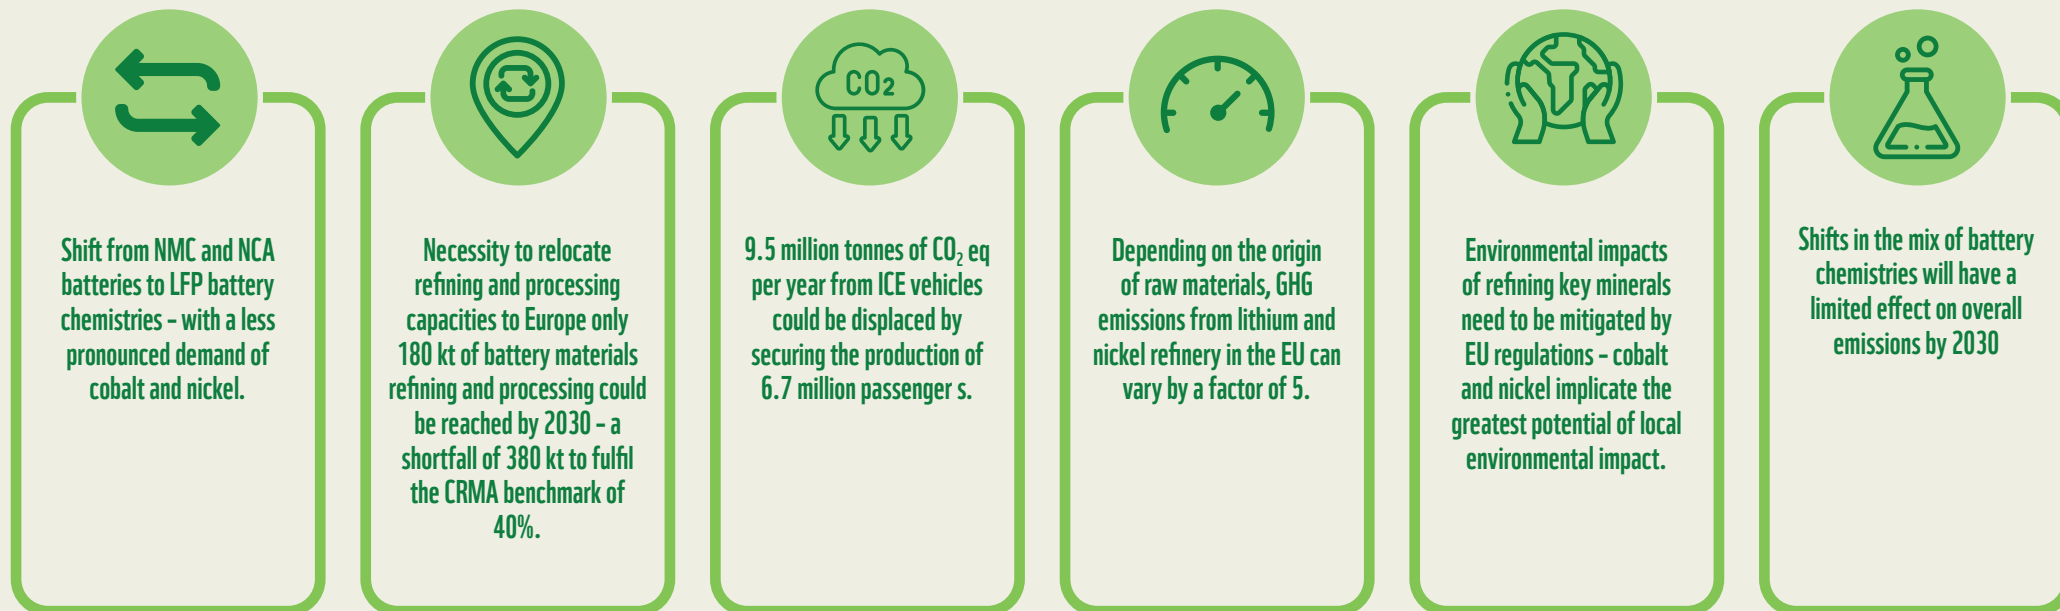 Shift from NMC and NCA
batteries to LFP battery
chemistries – with a less
pronounced demand of
cobalt and nickel.
Necessity to relocate
refining and processing
capacities to Europe only
180 kt of battery materials
refining and processing could
be reached by 2030 – a
shortfall of 380 kt to fulfil
the CRMA benchmark of
40%.
CO2
9.5 million tonnes of CO₂ eq
per year from ICE vehicles
could be displaced by
securing the production of
6.7 million passenger s.
Depending on the origin
of raw materials, GHG
emissions from lithium and
nickel refinery in the EU can
vary by a factor of 5.
Environmental impacts
of refining key minerals
need to be mitigated by
EU regulations – cobalt
and nickel implicate the
greatest potential of local
environmental impact.
Shifts in the mix of battery
chemistries will have a
limited effect on overall
emissions by 2030